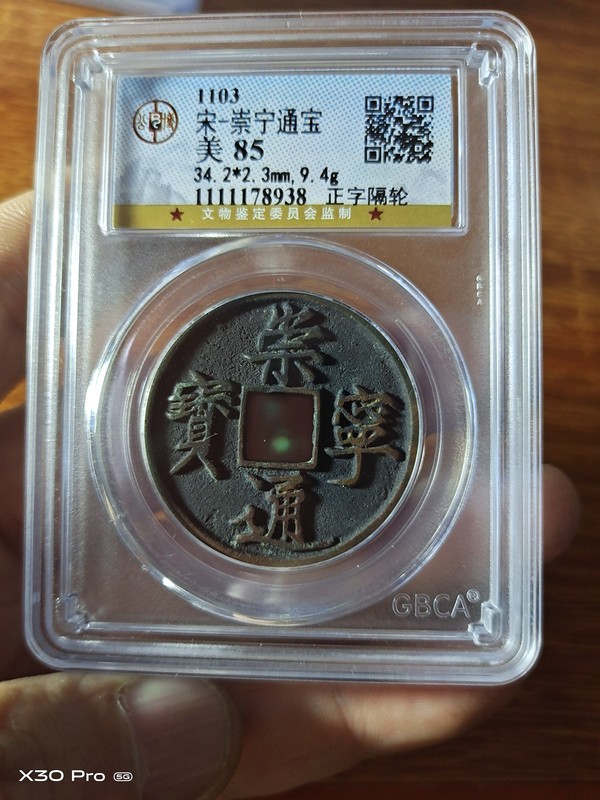 1103
宋-崇宁通宝
美 85
34.2*2.3mm,9.4g
1111178938 正字隔轮
★ 文物鉴定委员会监制 ★
GBCA
崇
寶 寧
通
GBCA®
X30 Pro 5G